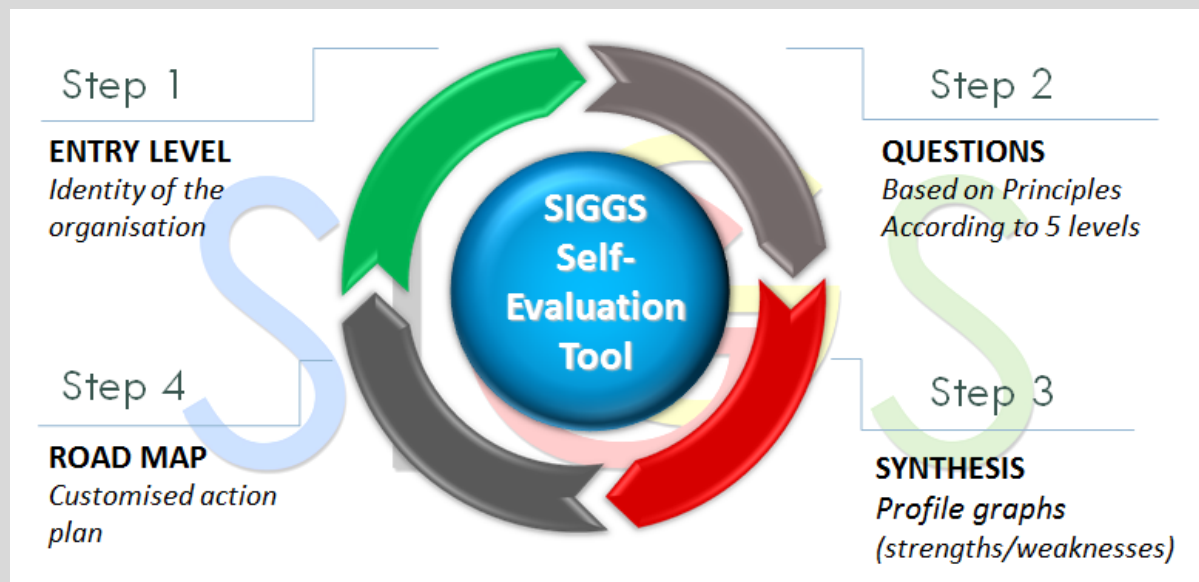 Step 1
ENTRY LEVEL
Identity of the
organisation
Step 2
QUESTIONS
Based on Principles
According to 5 levels
SIGGS
Self-
Evaluation
Tool
Step 4
ROAD MAP
Customised action
plan
Step 3
SYNTHESIS
Profile graphs
(strengths/weaknesses)
SIGGS